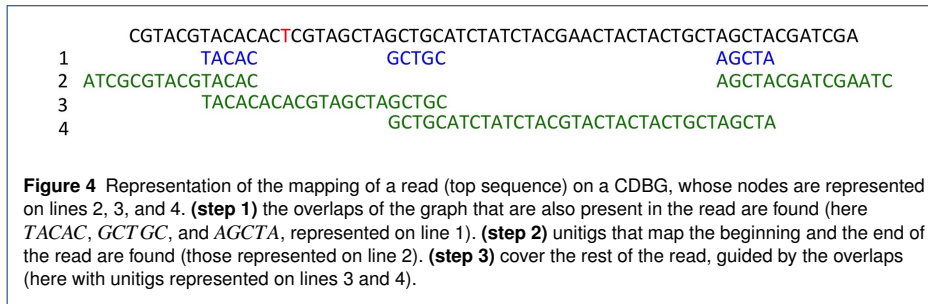 CGTACGTACACACTCGTAGCTAGCTGCATCTATCTACGAACTACTACTGCTAGCTACGATCGA
1 TACAC GCTGC AGCTA
2 ATCGCGTACGTACAC AGCTACGATCGAATC
3 TACACACACGTAGCTAGCTGC
4 GCTGCATCTATCTACGTACTACTACTGCTAGCTA
Figure 4 Representation of the mapping of a read (top sequence) on a CDBG, whose nodes are represented
on lines 2, 3, and 4. (step 1) the overlaps of the graph that are also present in the read are found (here
TACAC, GCTGC, and AGCTA, represented on line 1). (step 2) unitigs that map the beginning and the end of
the read are found (those represented on line 2). (step 3) cover the rest of the read, guided by the overlaps
(here with unitigs represented on lines 3 and 4).